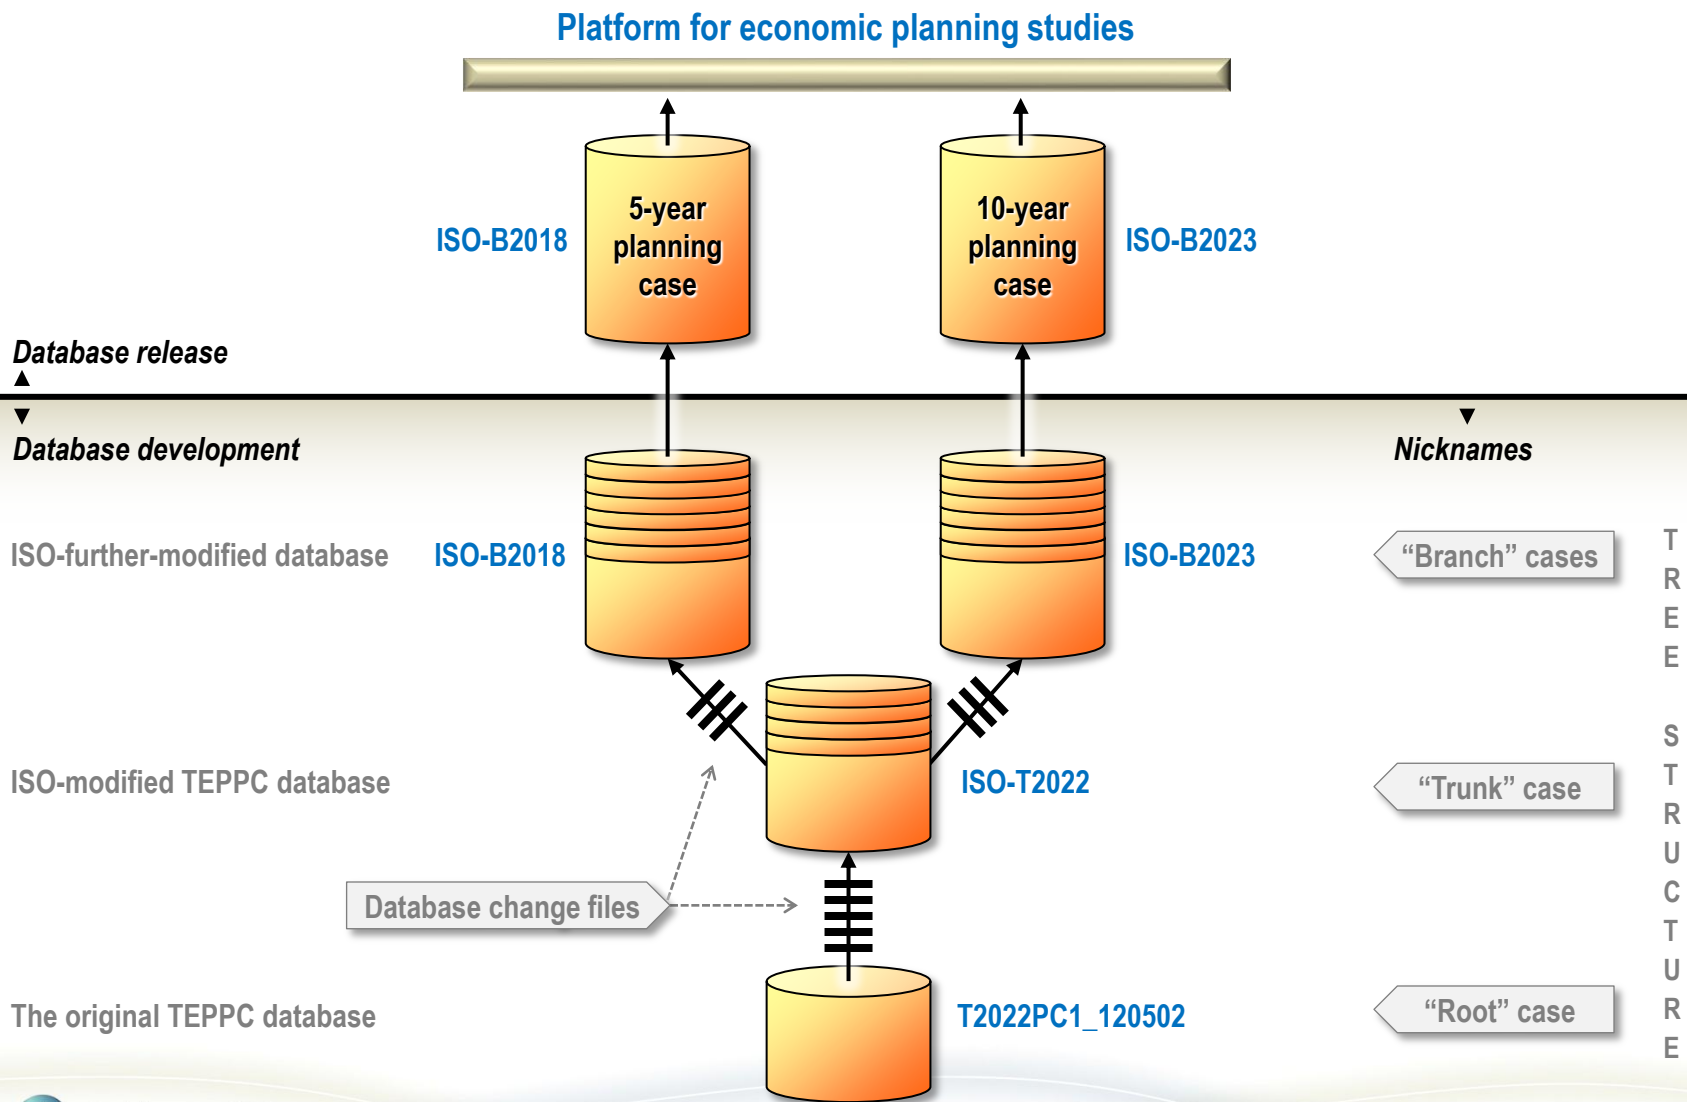 Platform for economic planning studies
5-year
planning
case
10-year
planning
case
ISO-B2018
ISO-B2023
Database release
Database development
Nicknames
ISO-further-modified database
ISO-B2018
ISO-B2023
“Branch” cases
ISO-modified TEPPC database
ISO-T2022
“Trunk” case
Database change files
The original TEPPC database
T2022PC1_120502
“Root” case
TREE STRUCTURE